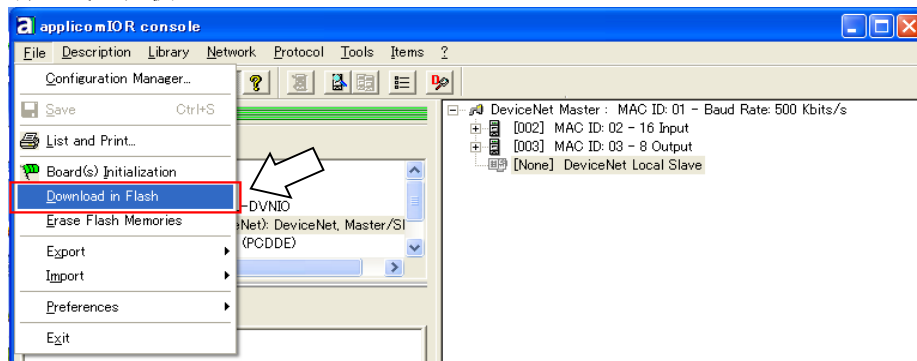 applicomIOR console
File Description Library Network Protocol Tools Items ?
Configuration Manager...
Save Ctrl+S
List and Print...
Board(s) Initialization
Download in Flash
Erase Flash Memories
Export
Import
Preferences
Exit
-DVNIO
eNet): DeviceNet, Master/Sl
(PCDDE)
DeviceNet Master : MAC ID: 01 - Baud Rate: 500 Kbits/s
[002] MAC ID: 02 - 16 Input
[003] MAC ID: 03 - 8 Output
[None] DeviceNet Local Slave